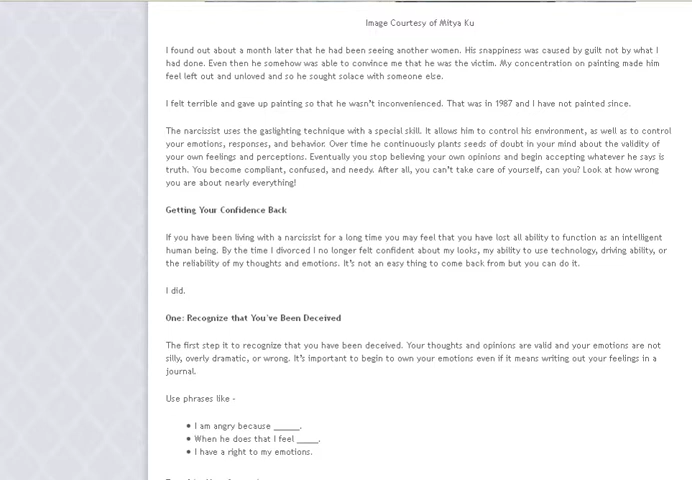 Image Courtesy of Mitya Ku
I found out about a month later that he had been seeing another women. His snappiness was caused by guilt not by what I
had done. Even then he somehow was able to convince me that he was the victim. My concentration on painting made him
feel left out and unloved and so he sought solace with someone else.
I felt terrible and gave up painting so that he wasn't inconvenienced. That was in 1987 and I have not painted since.
The narcissist uses the gaslighting technique with a special skill. It allows him to control his environment, as well as to control
your emotions, responses, and behavior. Over time he continuously plants seeds of doubt in your mind about the validity of
your own feelings and perceptions. Eventually you stop believing your own opinions and begin accepting whatever he says is
truth. You become compliant, confused, and needy. After all, you can't take care of yourself, can you? Look at how wrong
you are about nearly everything!
Getting Your Confidence Back
If you have been living with a narcissist for a long time you may feel that you have lost all ability to function as an intelligent
human being. By the time I divorced I no longer felt confident about my looks, my ability to use technology, driving ability, or
the reliability of my thoughts and emotions. It's not an easy thing to come back from but you can do it.
I did.
One: Recognize that You've Been Deceived
The first step it to recognize that you have been deceived. Your thoughts and opinions are valid and your emotions are not
silly, overly dramatic, or wrong. It's important to begin to own your emotions even if it means writing out your feelings in a
journal.
Use phrases like -
• I am angry because ______.
• When he does that I feel _____.
• I have a right to my emotions.